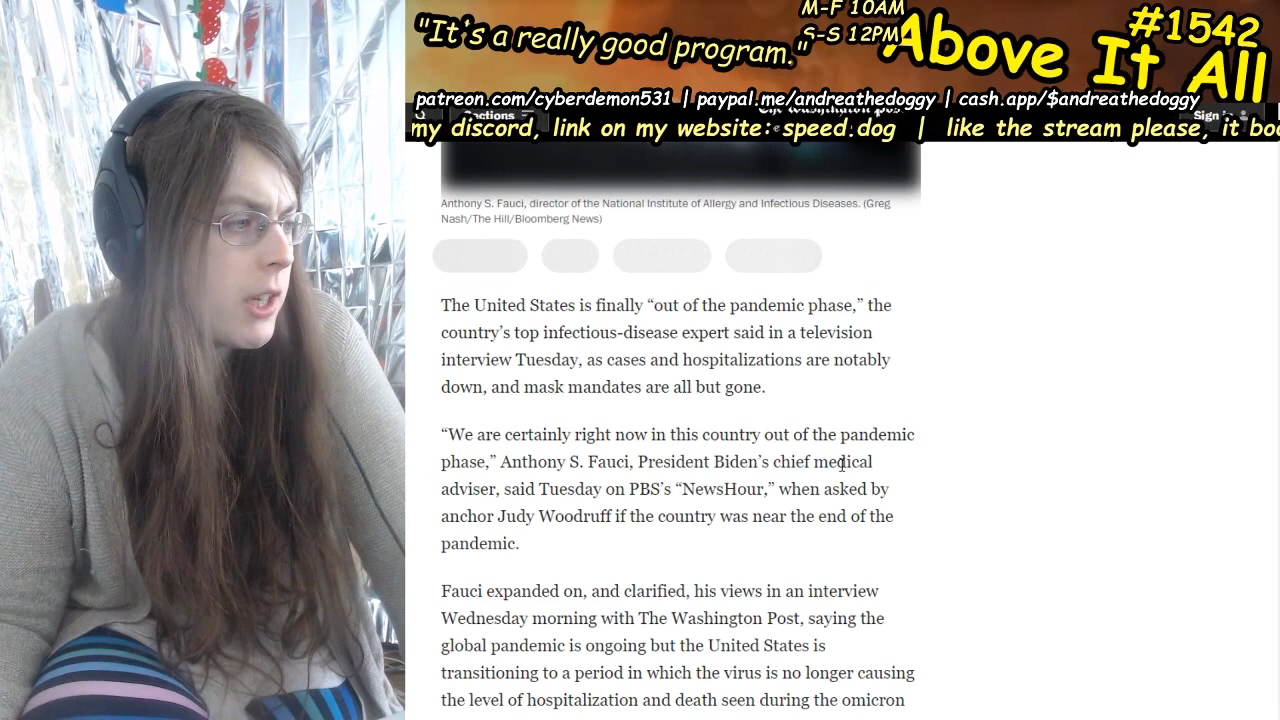 "It's a really good program."
M-F 10AM
S-S 12PM
Above It All
#1542
patreon.com/cyberdemon531 | paypal.me/andreathedoggy | cash.app/$andreathedoggy
my discord, link on my website: speed.dog | like the stream please, it boo
Sign
Anthony S. Fauci, director of the National Institute of Allergy and Infectious Diseases. (Greg
Nash/The Hill/Bloomberg News)
The United States is finally “out of the pandemic phase,” the
country’s top infectious-disease expert said in a television
interview Tuesday, as cases and hospitalizations are notably
down, and mask mandates are all but gone.
“We are certainly right now in this country out of the pandemic
phase,” Anthony S. Fauci, President Biden’s chief medical
adviser, said Tuesday on PBS’s “NewsHour,” when asked by
anchor Judy Woodruff if the country was near the end of the
pandemic.
Fauci expanded on, and clarified, his views in an interview
Wednesday morning with The Washington Post, saying the
global pandemic is ongoing but the United States is
transitioning to a period in which the virus is no longer causing
the level of hospitalization and death seen during the omicron